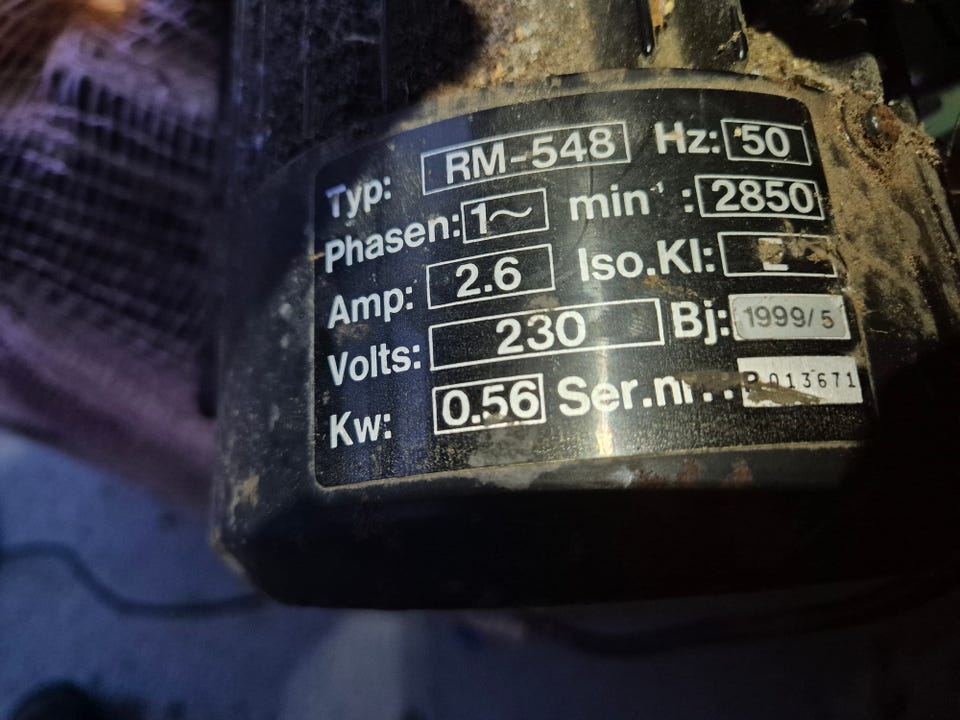 Typ: RM-548 Hz: 50
Phasen: 1~ min⁻¹: 2850
Amp: 2.6 Iso.Kl:
Volts: 230 Bj: 1999/5
Kw: 0.56 Ser.nr.: 013671